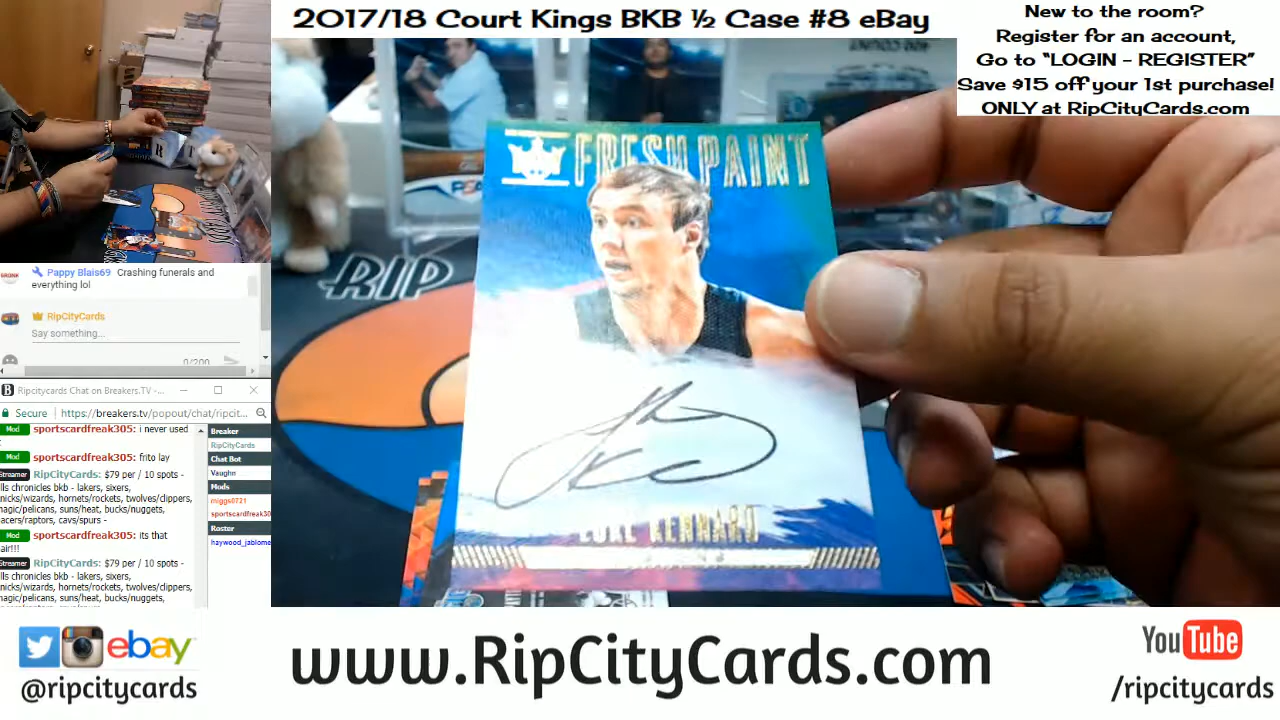 2017/18 Court Kings BKB ½ Case #8 eBay
New to the room?
Register for an account,
Go to “LOGIN - REGISTER”
Save $15 off your 1st purchase!
ONLY at RipCityCards.com
FRESH PAINT
RIP
LUKE KENNARD
Pappy Blais69 Crashing funerals and
everything lol
RipCityCards
Say something...
0/200
Ripcitycards Chat on Breakers.TV -...
Secure https://breakers.tv/popout/chat/ripcit...
Mod sportscardfreak305: i never used
Mod sportscardfreak305: frito lay
Streamer RipCityCards: $79 per / 10 spots -
lls chronicles bkb - lakers, sixers,
nicks/wizards, hornets/rockets, twolves/clippers,
magic/pelicans, suns/heat, bucks/nuggets,
acers/raptors, cavs/spurs -
Mod sportscardfreak305: its that
air!!!
Streamer RipCityCards: $79 per / 10 spots -
lls chronicles bkb - lakers, sixers,
nicks/wizards, hornets/rockets, twolves/clippers,
magic/pelicans, suns/heat, bucks/nuggets,
Breaker
RipCityCards
Chat Bot
Vaughn
Mods
miggs0721
sportscardfreak30
Roster
haywood_jablome
ebay
@ripcitycards
www.RipCityCards.com
YouTube
/ripcitycards